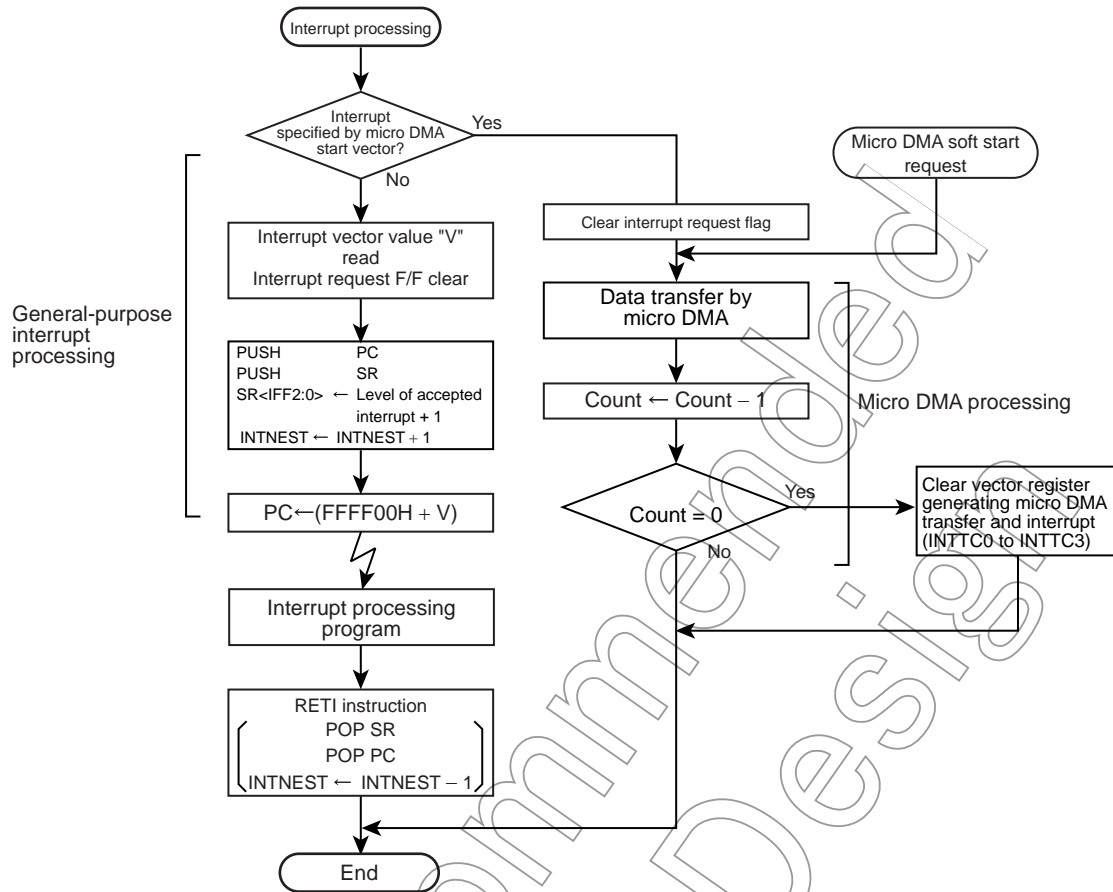 Interrupt processing
Interrupt
specified by micro DMA
start vector?
Yes
No
Micro DMA soft start
request
General-purpose
interrupt
processing
Interrupt vector value "V"
read
Interrupt request F/F clear
Clear interrupt request flag
Data transfer by
micro DMA
PUSH PC
PUSH SR
SR<IFF2:0> ← Level of accepted
interrupt + 1
INTNEST ← INTNEST + 1
Count ← Count − 1
Micro DMA processing
PC←(FFFF00H + V)
Count = 0
Yes
No
Clear vector register
generating micro DMA
transfer and interrupt
(INTTC0 to INTTC3)
Interrupt processing
program
RETI instruction
POP SR
POP PC
INTNEST ← INTNEST − 1
End
ommended
Design